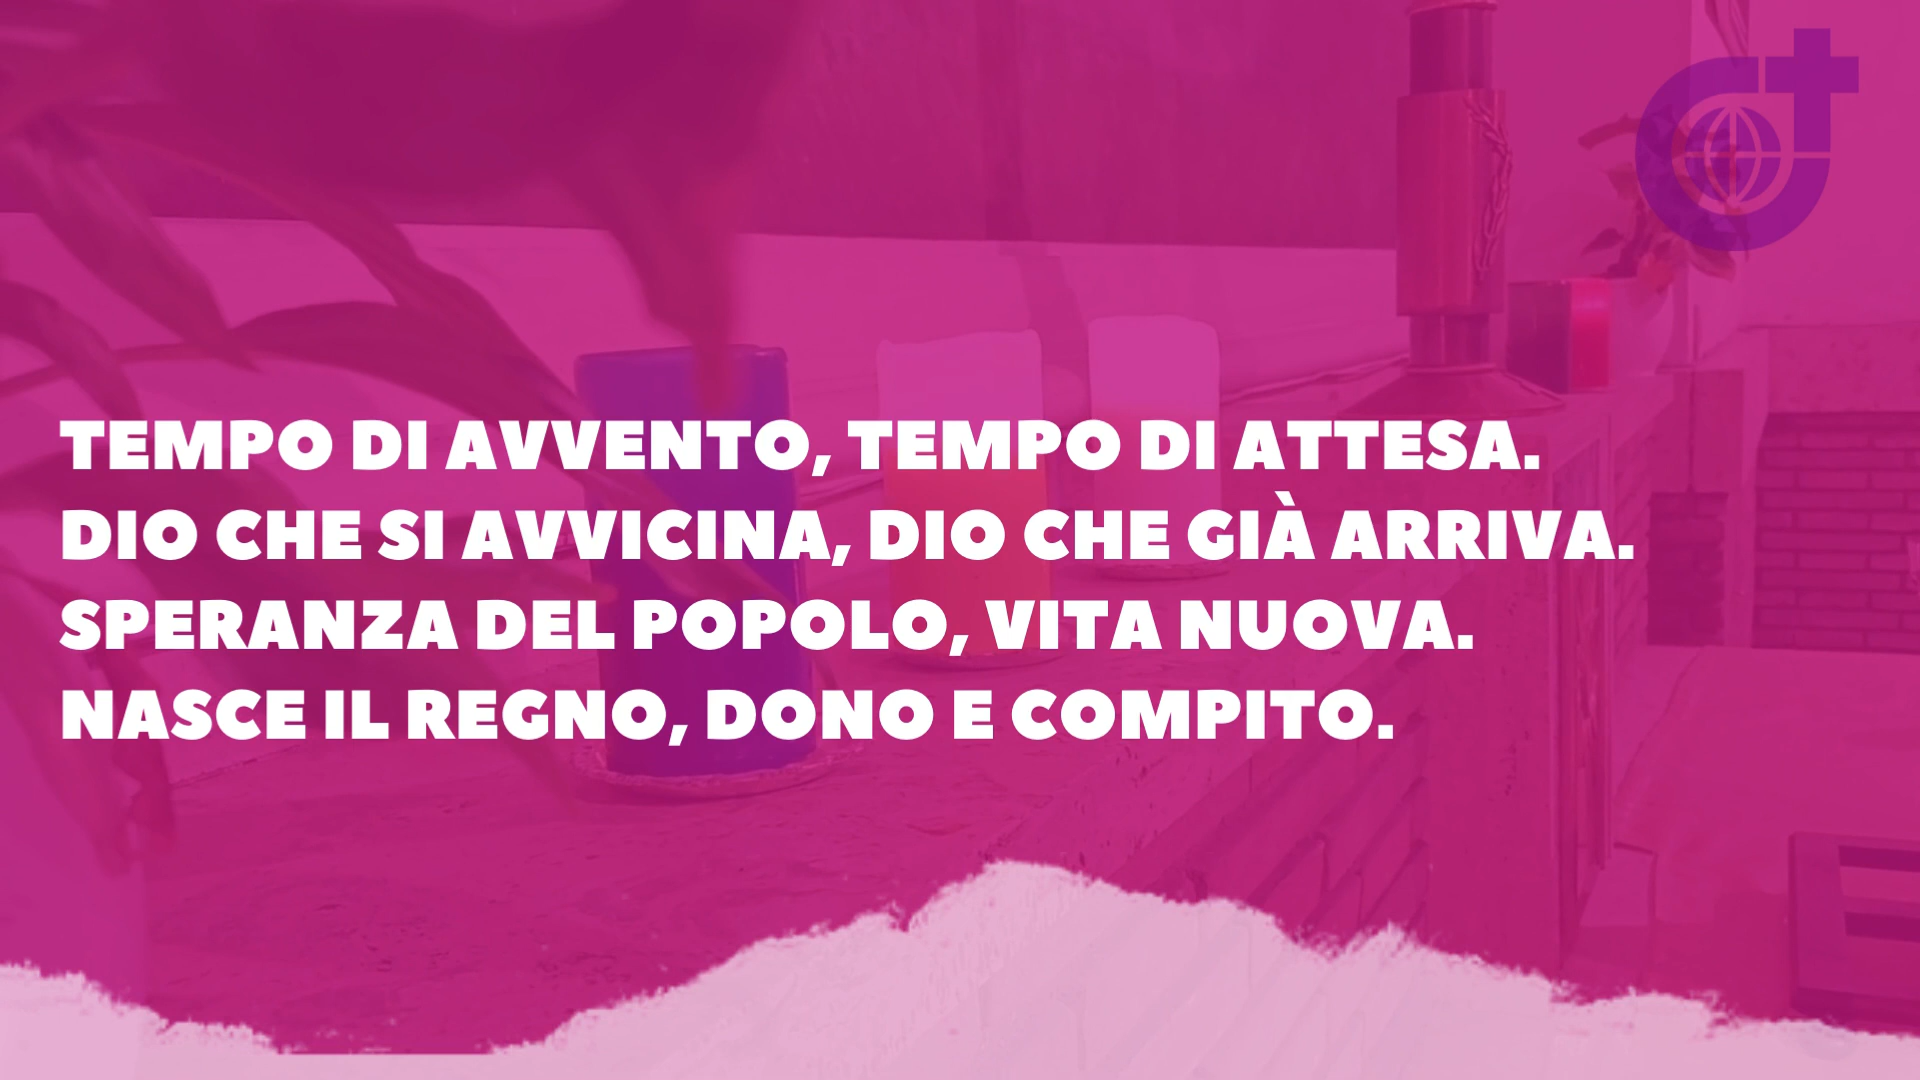 TEMPO DI AVVENTO, TEMPO DI ATTESA.
DIO CHE SI AVVICINA, DIO CHE GIÀ ARRIVA.
SPERANZA DEL POPOLO, VITA NUOVA.
NASCE IL REGNO, DONO E COMPITO.